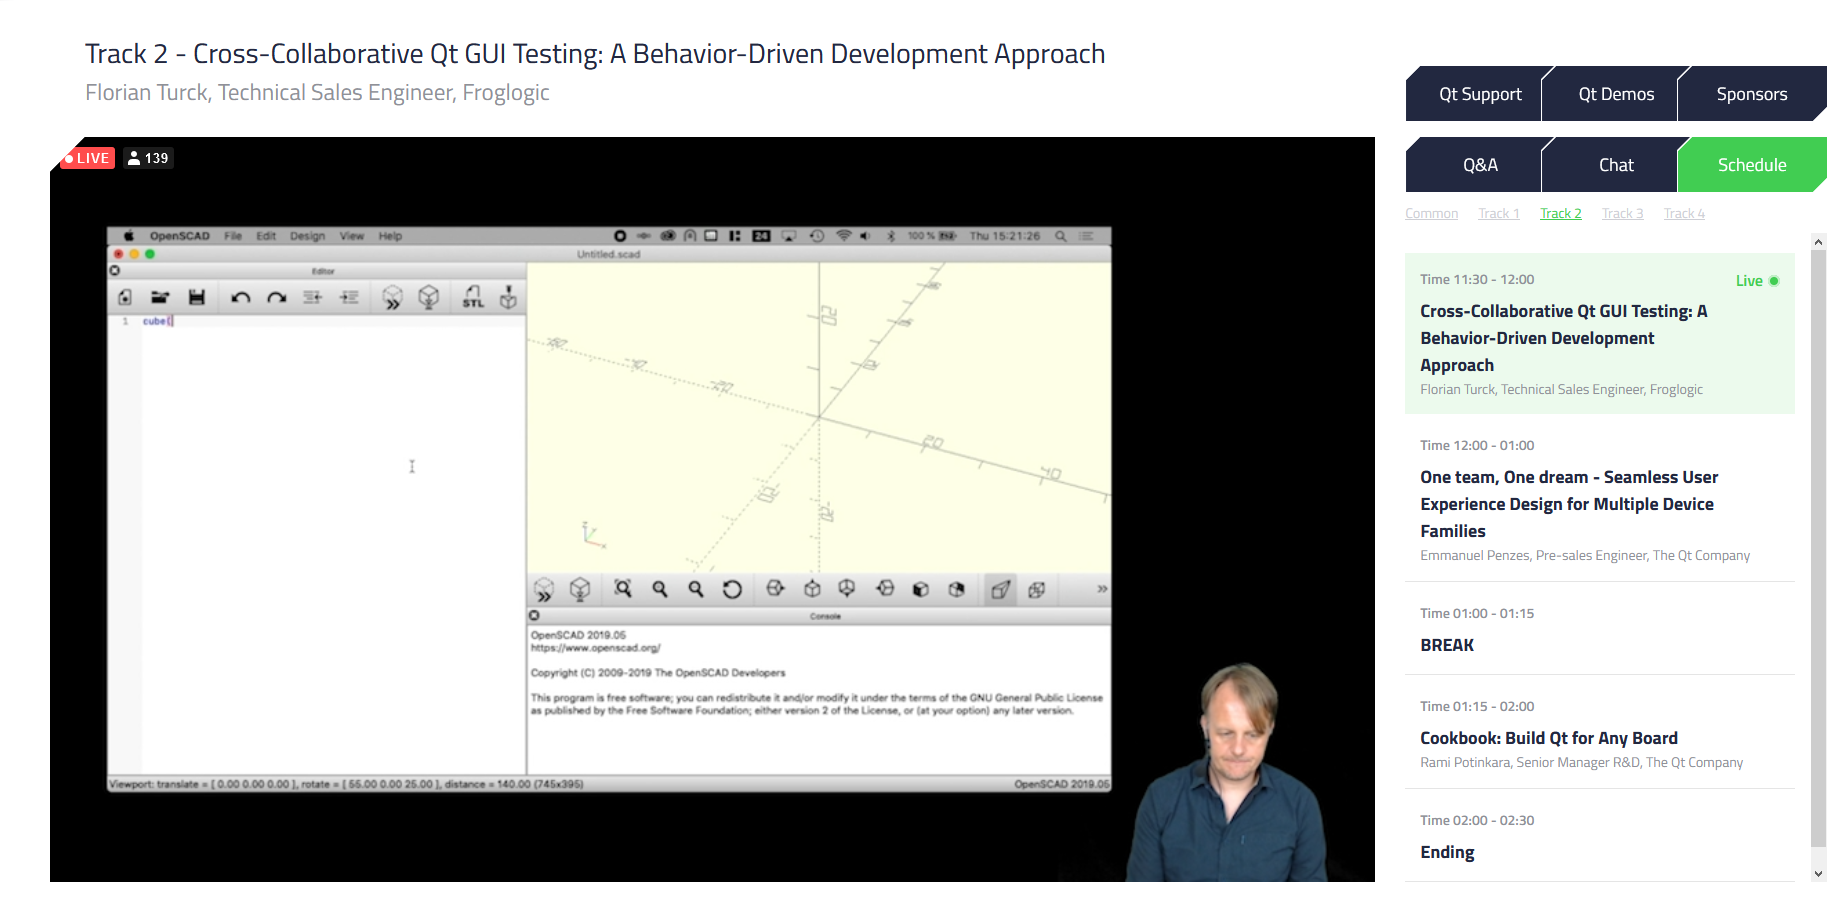 Track 2 - Cross-Collaborative Qt GUI Testing: A Behavior-Driven Development Approach
Florian Turck, Technical Sales Engineer, Froglogic
LIVE 139
OpenSCAD File Edit Design View Help 24 100 % Thu 15:21:26
Untitled.scad
Editor
STL
1 cube(
20
20
40
OpenSCAD 2019.05
Console
https://www.openscad.org/
Copyright (C) 2009-2019 The OpenSCAD Developers
This program is free software; you can redistribute it and/or modify it under the terms of the GNU General Public License
as published by the Free Software Foundation; either version 2 of the License, or (at your option) any later version.
Viewport: translate = [ 0.00 0.00 0.00 ], rotate = [ 55.00 0.00 25.00 ], distance = 140.00 (745x395)
OpenSCAD 2019.05
Qt Support
Qt Demos
Sponsors
Q&A
Chat
Schedule
Common Track 1 Track 2 Track 3 Track 4
Time 11:30 - 12:00
Live
Cross-Collaborative Qt GUI Testing: A
Behavior-Driven Development
Approach
Florian Turck, Technical Sales Engineer, Froglogic
Time 12:00 - 01:00
One team, One dream - Seamless User
Experience Design for Multiple Device
Families
Emmanuel Penzes, Pre-sales Engineer, The Qt Company
Time 01:00 - 01:15
BREAK
Time 01:15 - 02:00
Cookbook: Build Qt for Any Board
Rami Potinkara, Senior Manager R&D, The Qt Company
Time 02:00 - 02:30
Ending